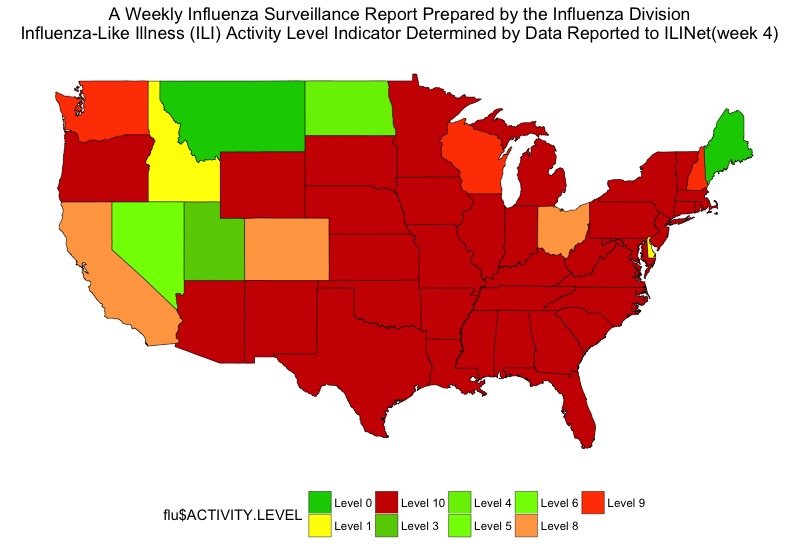 A Weekly Influenza Surveillance Report Prepared by the Influenza Division
Influenza-Like Illness (ILI) Activity Level Indicator Determined by Data Reported to ILINet(week 4)
flu$ACTIVITY.LEVEL
Level 0 Level 10 Level 4 Level 6 Level 9
Level 1 Level 3 Level 5 Level 8